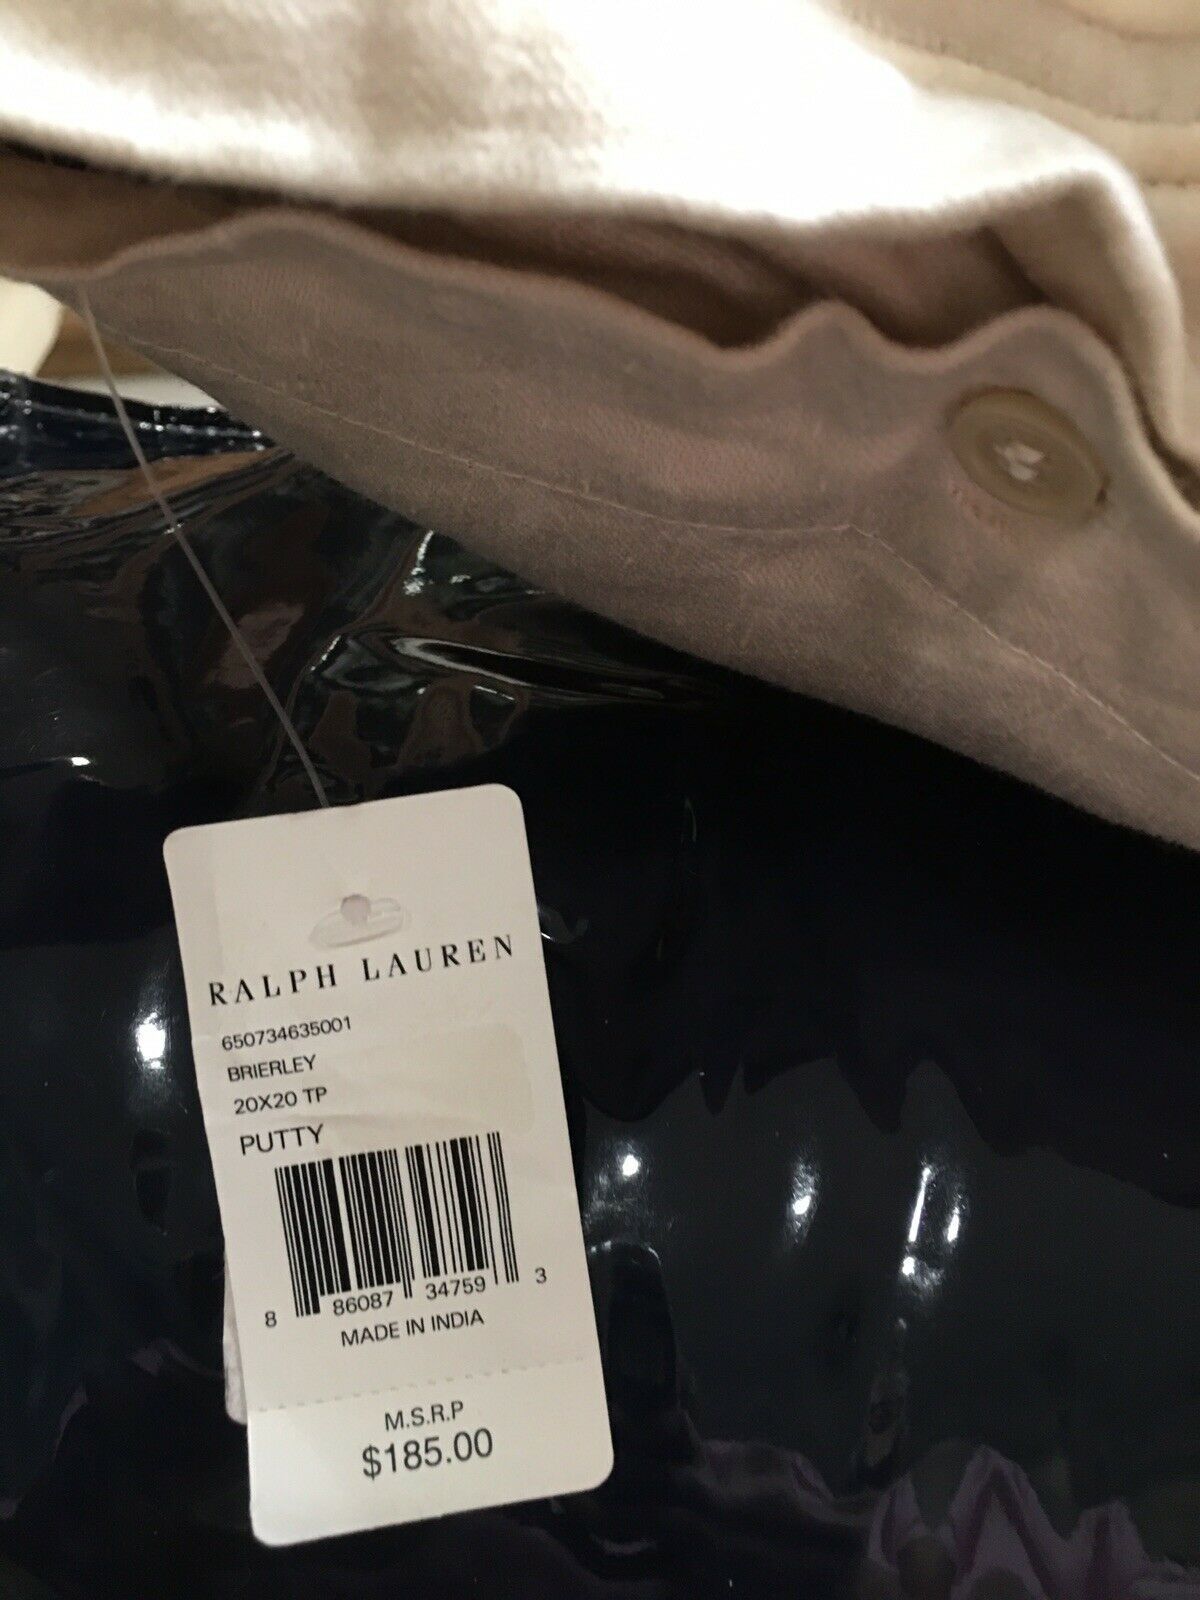 RALPH LAUREN
650734635001
BRIERLEY
20X20 TP
PUTTY
8 86087 34759 3
MADE IN INDIA
M.S.R.P
$185.00